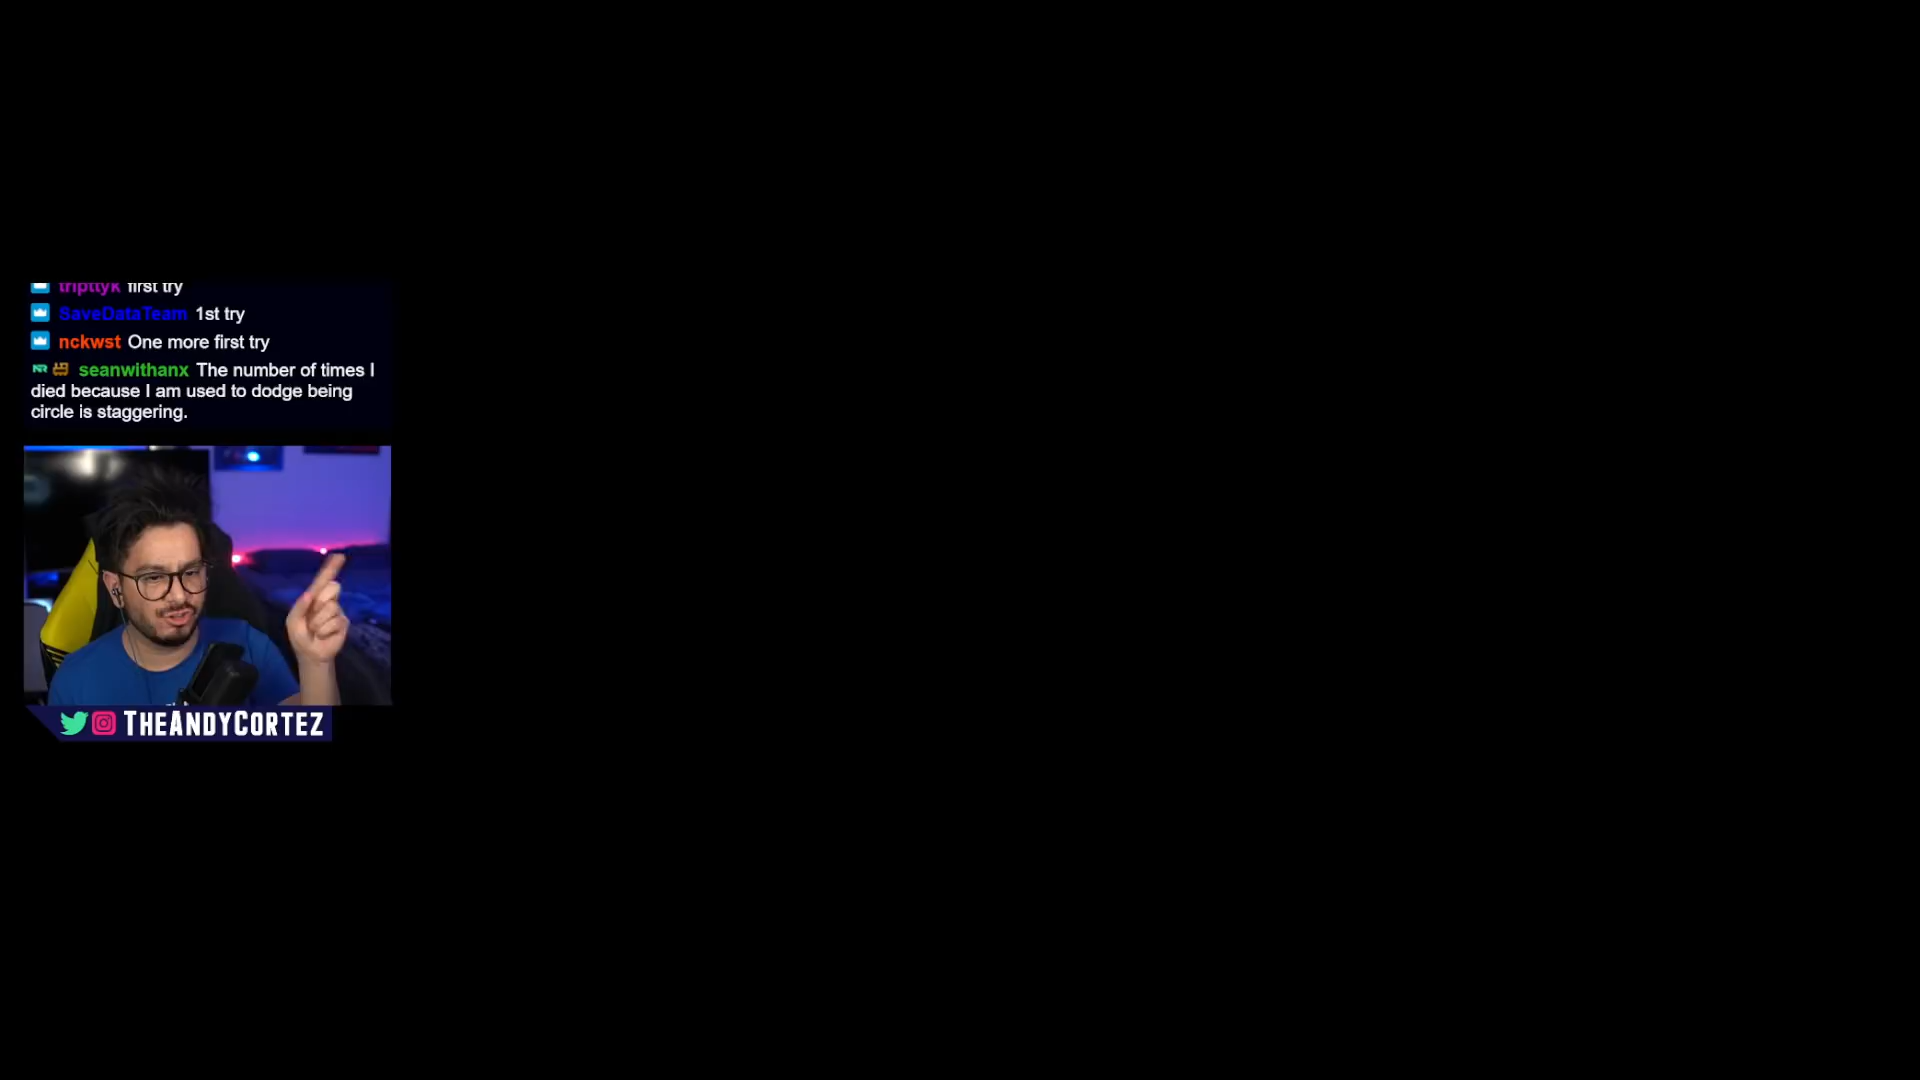 tripttyk first try
SaveDataTeam 1st try
nckwst One more first try
seanwithanx The number of times I
died because I am used to dodge being
circle is staggering.
THEANDYCORTEZ